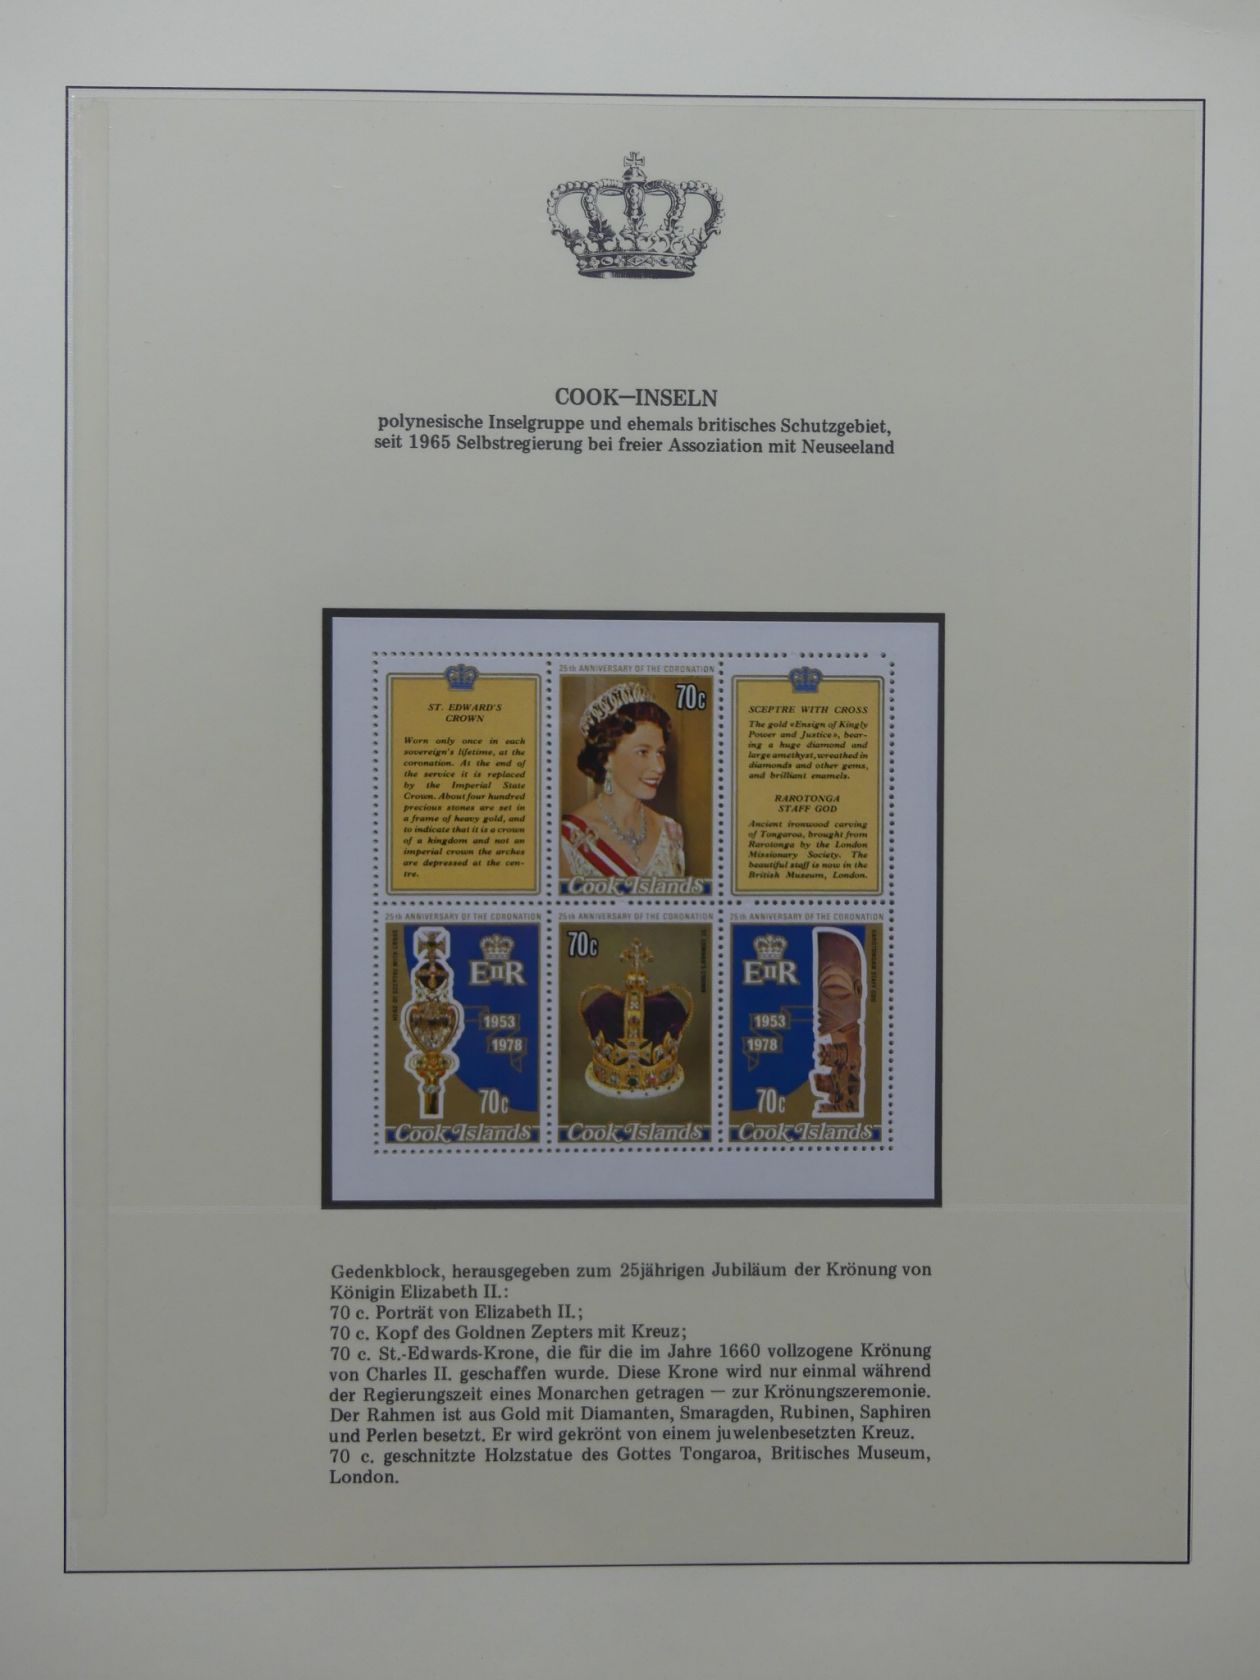 COOK—INSELN
polynesische Inselgruppe und ehemals britisches Schutzgebiet,
seit 1965 Selbstregierung bei freier Assoziation mit Neuseeland
ST. EDWARD'S
CROWN
Worn only once in each
sovereign's lifetime, at the
coronation. At the end of
the service it is replaced
by the Imperial State
Crown. About four hundred
precious stones are set in
a frame of heavy gold, and
to indicate that it is a crown
of a kingdom and not an
imperial crown the arches
are depressed at the cen-
tre.
25th ANNIVERSARY OF THE CORONATION
70c
Cook Islands
SCEPTRE WITH CROSS
The gold «Ensign of Kingly
Power and Justice», bear-
ing a huge diamond and
large amethyst, wreathed in
diamonds and other gems,
and brilliant enamels.
RAROTONGA
STAFF GOD
Ancient ironwood carving
of Tongaroa, brought from
Rarotonga by the London
Missionary Society. The
beautiful staff is now in the
British Museum, London.
25th ANNIVERSARY OF THE CORONATION
HEAD OF SCEPTRE WITH CROSS
EIIR
1953
1978
70c
Cook Islands
25th ANNIVERSARY OF THE CORONATION
70c
ST. EDWARD'S CROWN
Cook Islands
25th ANNIVERSARY OF THE CORONATION
EIIR
1953
1978
RAROTONGAN STAFF GOD
70c
Cook Islands
Gedenkblock, herausgegeben zum 25jährigen Jubiläum der Krönung von
Königin Elizabeth II.:
70 c. Porträt von Elizabeth II.;
70 c. Kopf des Goldnen Zepters mit Kreuz;
70 c. St.-Edwards-Krone, die für die im Jahre 1660 vollzogene Krönung
von Charles II. geschaffen wurde. Diese Krone wird nur einmal während
der Regierungszeit eines Monarchen getragen — zur Krönungszeremonie.
Der Rahmen ist aus Gold mit Diamanten, Smaragden, Rubinen, Saphiren
und Perlen besetzt. Er wird gekrönt von einem juwelenbesetzten Kreuz.
70 c. geschnitzte Holzstatue des Gottes Tongaroa, Britisches Museum,
London.